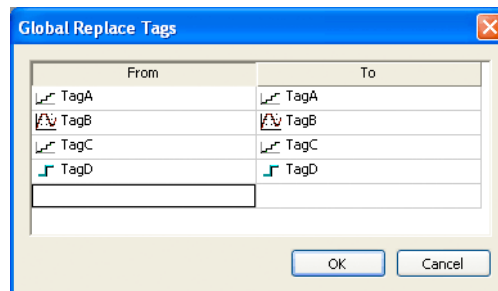 Global Replace Tags
From To
TagA TagA
TagB TagB
TagC TagC
TagD TagD
OK Cancel